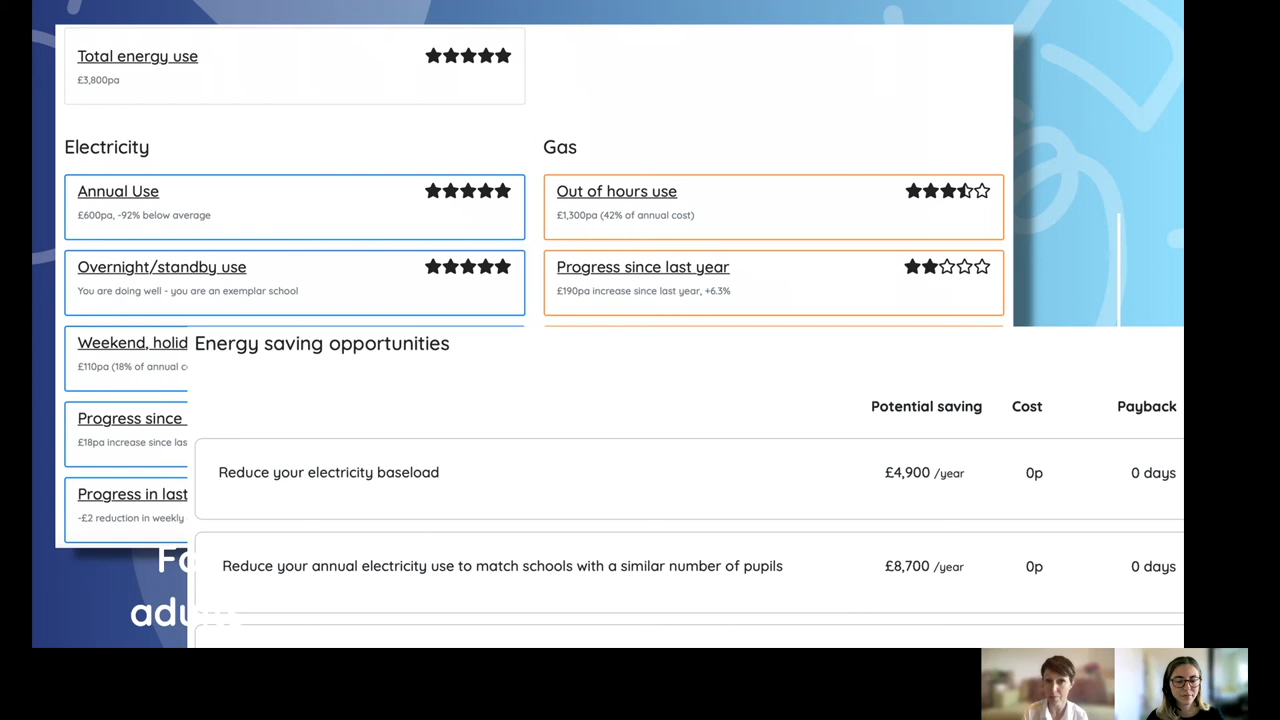 Total energy use
£3,800pa
Electricity
Annual Use
£600pa, -92% below average
Overnight/standby use
You are doing well - you are an exemplar school
Weekend, holid
£110pa (18% of annual c
Progress since
£18pa increase since las
Progress in last
-£2 reduction in weekly
Gas
Out of hours use
£1,300pa (42% of annual cost)
Progress since last year
£190pa increase since last year, +6.3%
Energy saving opportunities
Potential saving Cost Payback
Reduce your electricity baseload £4,900 /year 0p 0 days
Reduce your annual electricity use to match schools with a similar number of pupils £8,700 /year 0p 0 days